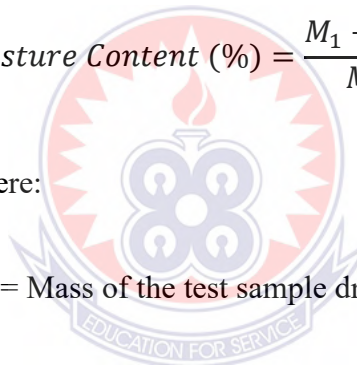 sture Content (%) = M₁ -
M
ere:
= Mass of the test sample dr
EDUCATION FOR SERVICE